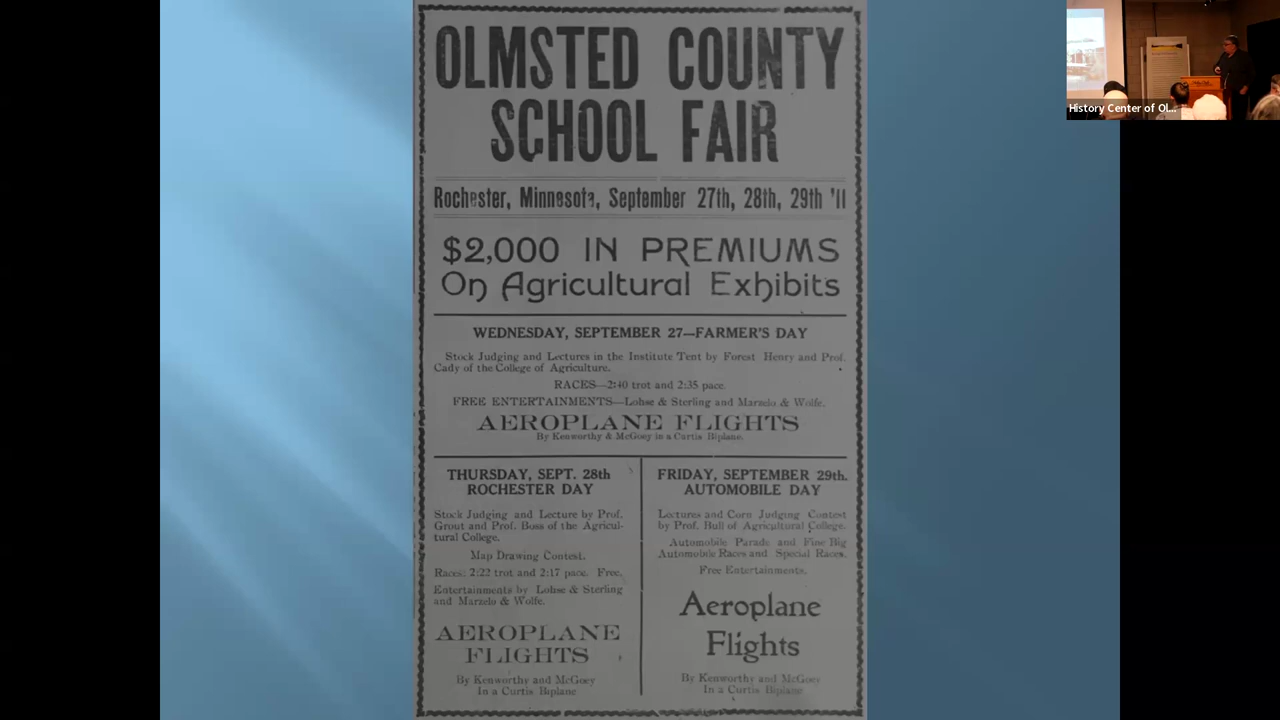 OLMSTED COUNTY
SCHOOL FAIR
Rochester, Minnesota, September 27th, 28th, 29th '11
$2,000 IN PREMIUMS
On Agricultural Exhibits
WEDNESDAY, SEPTEMBER 27—FARMER'S DAY
Stock Judging and Lectures in the Institute Tent by Forest Henry and Prof.
Cady of the College of Agriculture.
RACES—2:40 trot and 2:35 pace.
FREE ENTERTAINMENTS—Lohse & Sterling and Marzelo & Wolfe.
AEROPLANE FLIGHTS
By Kenworthy & McGoey in a Curtis Biplane.
THURSDAY, SEPT. 28th
ROCHESTER DAY
Stock Judging and Lecture by Prof.
Grout and Prof. Boss of the Agricul-
tural College.
Map Drawing Contest.
Races: 2:22 trot and 2:17 pace. Free.
Entertainments by Lohse & Sterling
and Marzelo & Wolfe.
AEROPLANE
FLIGHTS
By Kenworthy and McGoey
In a Curtis Biplane
FRIDAY, SEPTEMBER 29th.
AUTOMOBILE DAY
Lectures and Corn Judging Contest
by Prof. Bull of Agricultural College.
Automobile Parade and Fine Big
Automobile Races and Special Races.
Free Entertainments.
Aeroplane
Flights
By Kenworthy and McGoey
In a Curtis Biplane
History Center of Ol...